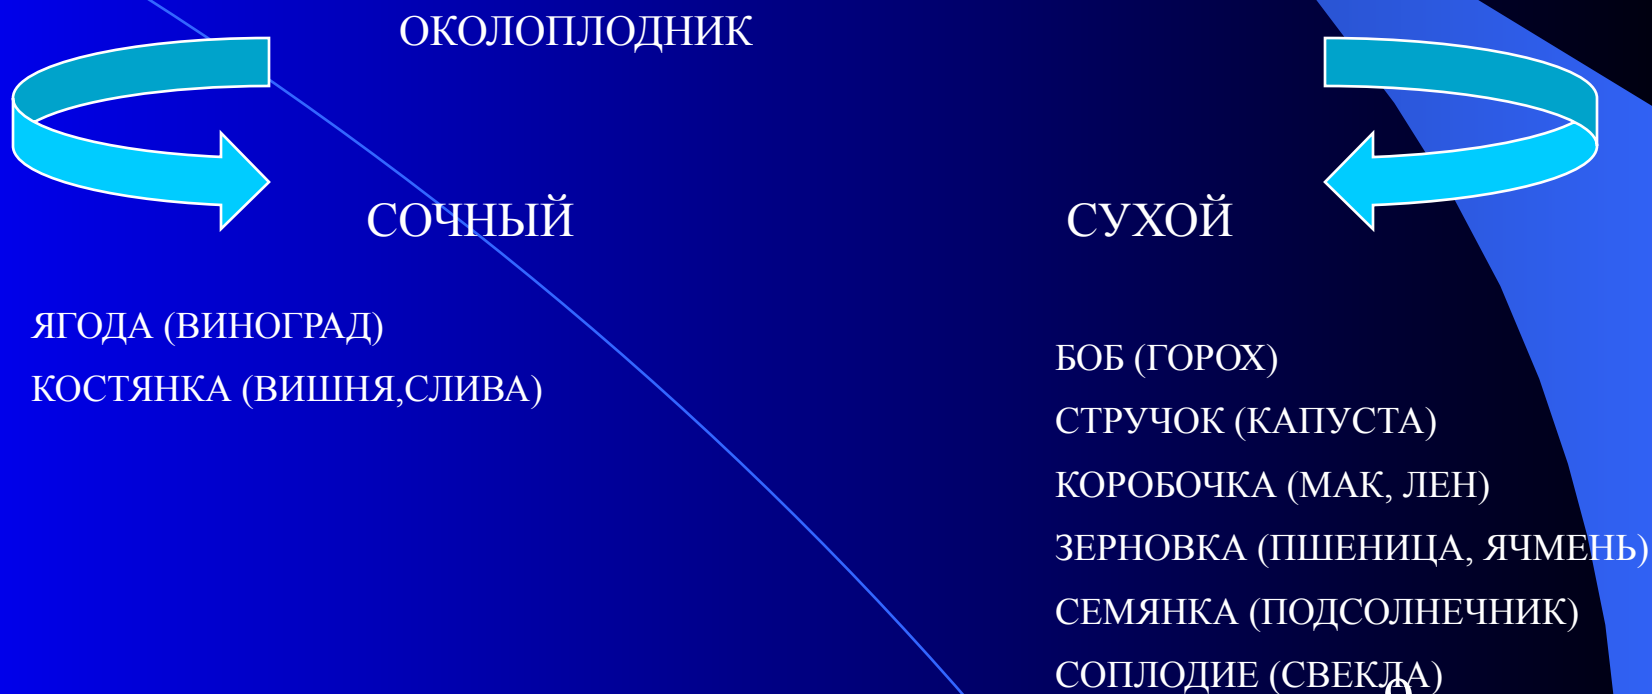 ОКОЛОПЛОДНИК
СОЧНЫЙ
СУХОЙ
ЯГОДА (ВИНОГРАД)
КОСТЯНКА (ВИШНЯ,СЛИВА)
БОБ (ГОРОХ)
СТРУЧОК (КАПУСТА)
КОРОБОЧКА (МАК, ЛЕН)
ЗЕРНОВКА (ПШЕНИЦА, ЯЧМЕНЬ)
СЕМЯНКА (ПОДСОЛНЕЧНИК)
СОПЛОДИЕ (СВЕКЛА)